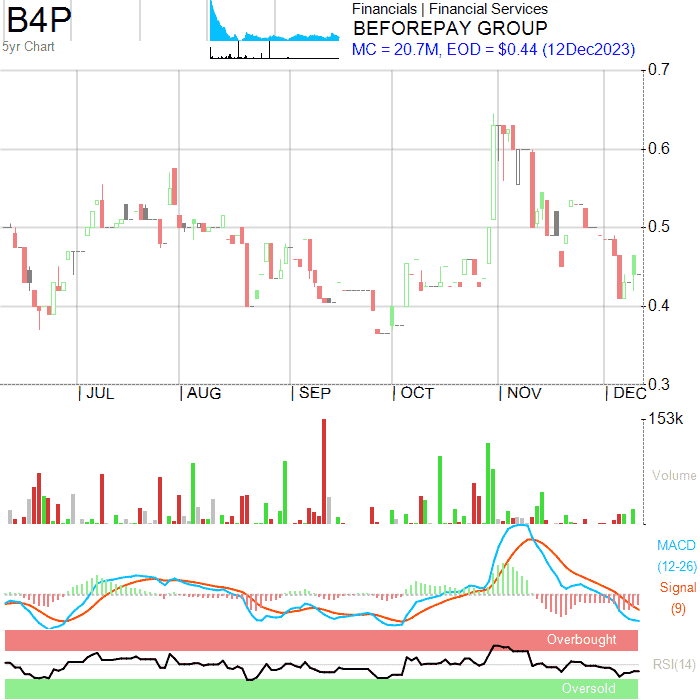 B4P
5yr Chart
Financials | Financial Services
BEFOREPAY GROUP
MC = 20.7M, EOD = $0.44 (12Dec2023)
0.7
0.6
0.5
0.4
0.3
JUL
AUG
SEP
OCT
NOV
DEC
153k
Volume
MACD
(12-26)
Signal
(9)
Overbought
RSI(14)
Oversold